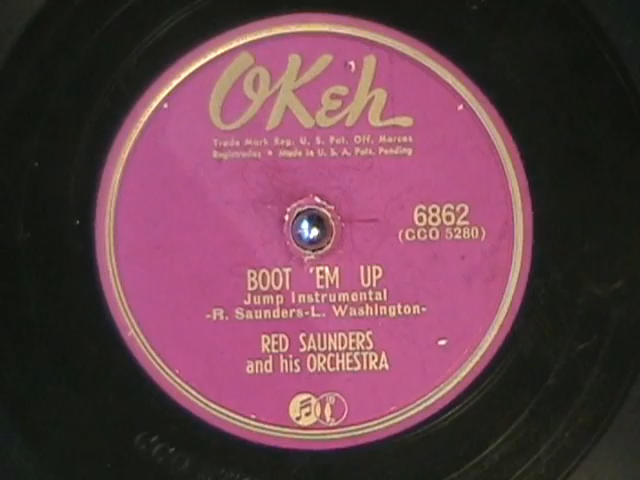 OKeh
Trade Mark Reg. U. S. Pat. Off. Marcas
Registradas • Made in U. S. A. Pats. Pending
6862
(CCO 5280)
BOOT 'EM UP
Jump Instrumental
-R. Saunders-L. Washington-
RED SAUNDERS
and his ORCHESTRA
CCO